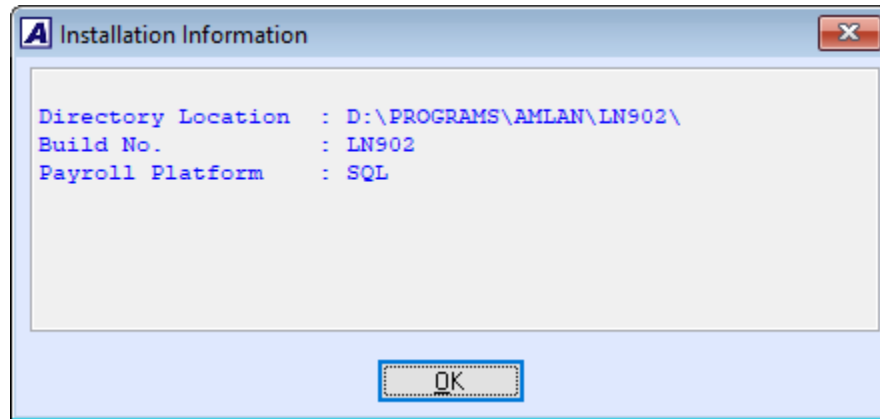 Installation Information
Directory Location : D:\PROGRAMS\AMLAN\LN902\
Build No. : LN902
Payroll Platform : SQL
OK